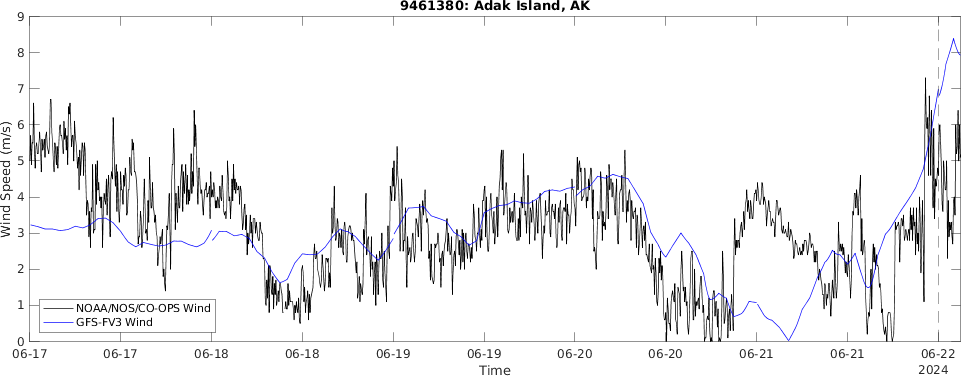 9461380: Adak Island, AK
9
8
7
6
5
4
3
2
1
0
Wind Speed (m/s)
NOAA/NOS/CO-OPS Wind
GFS-FV3 Wind
06-17 06-17 06-18 06-18 06-19 06-19 06-20 06-20 06-21 06-21 06-22
2024
Time